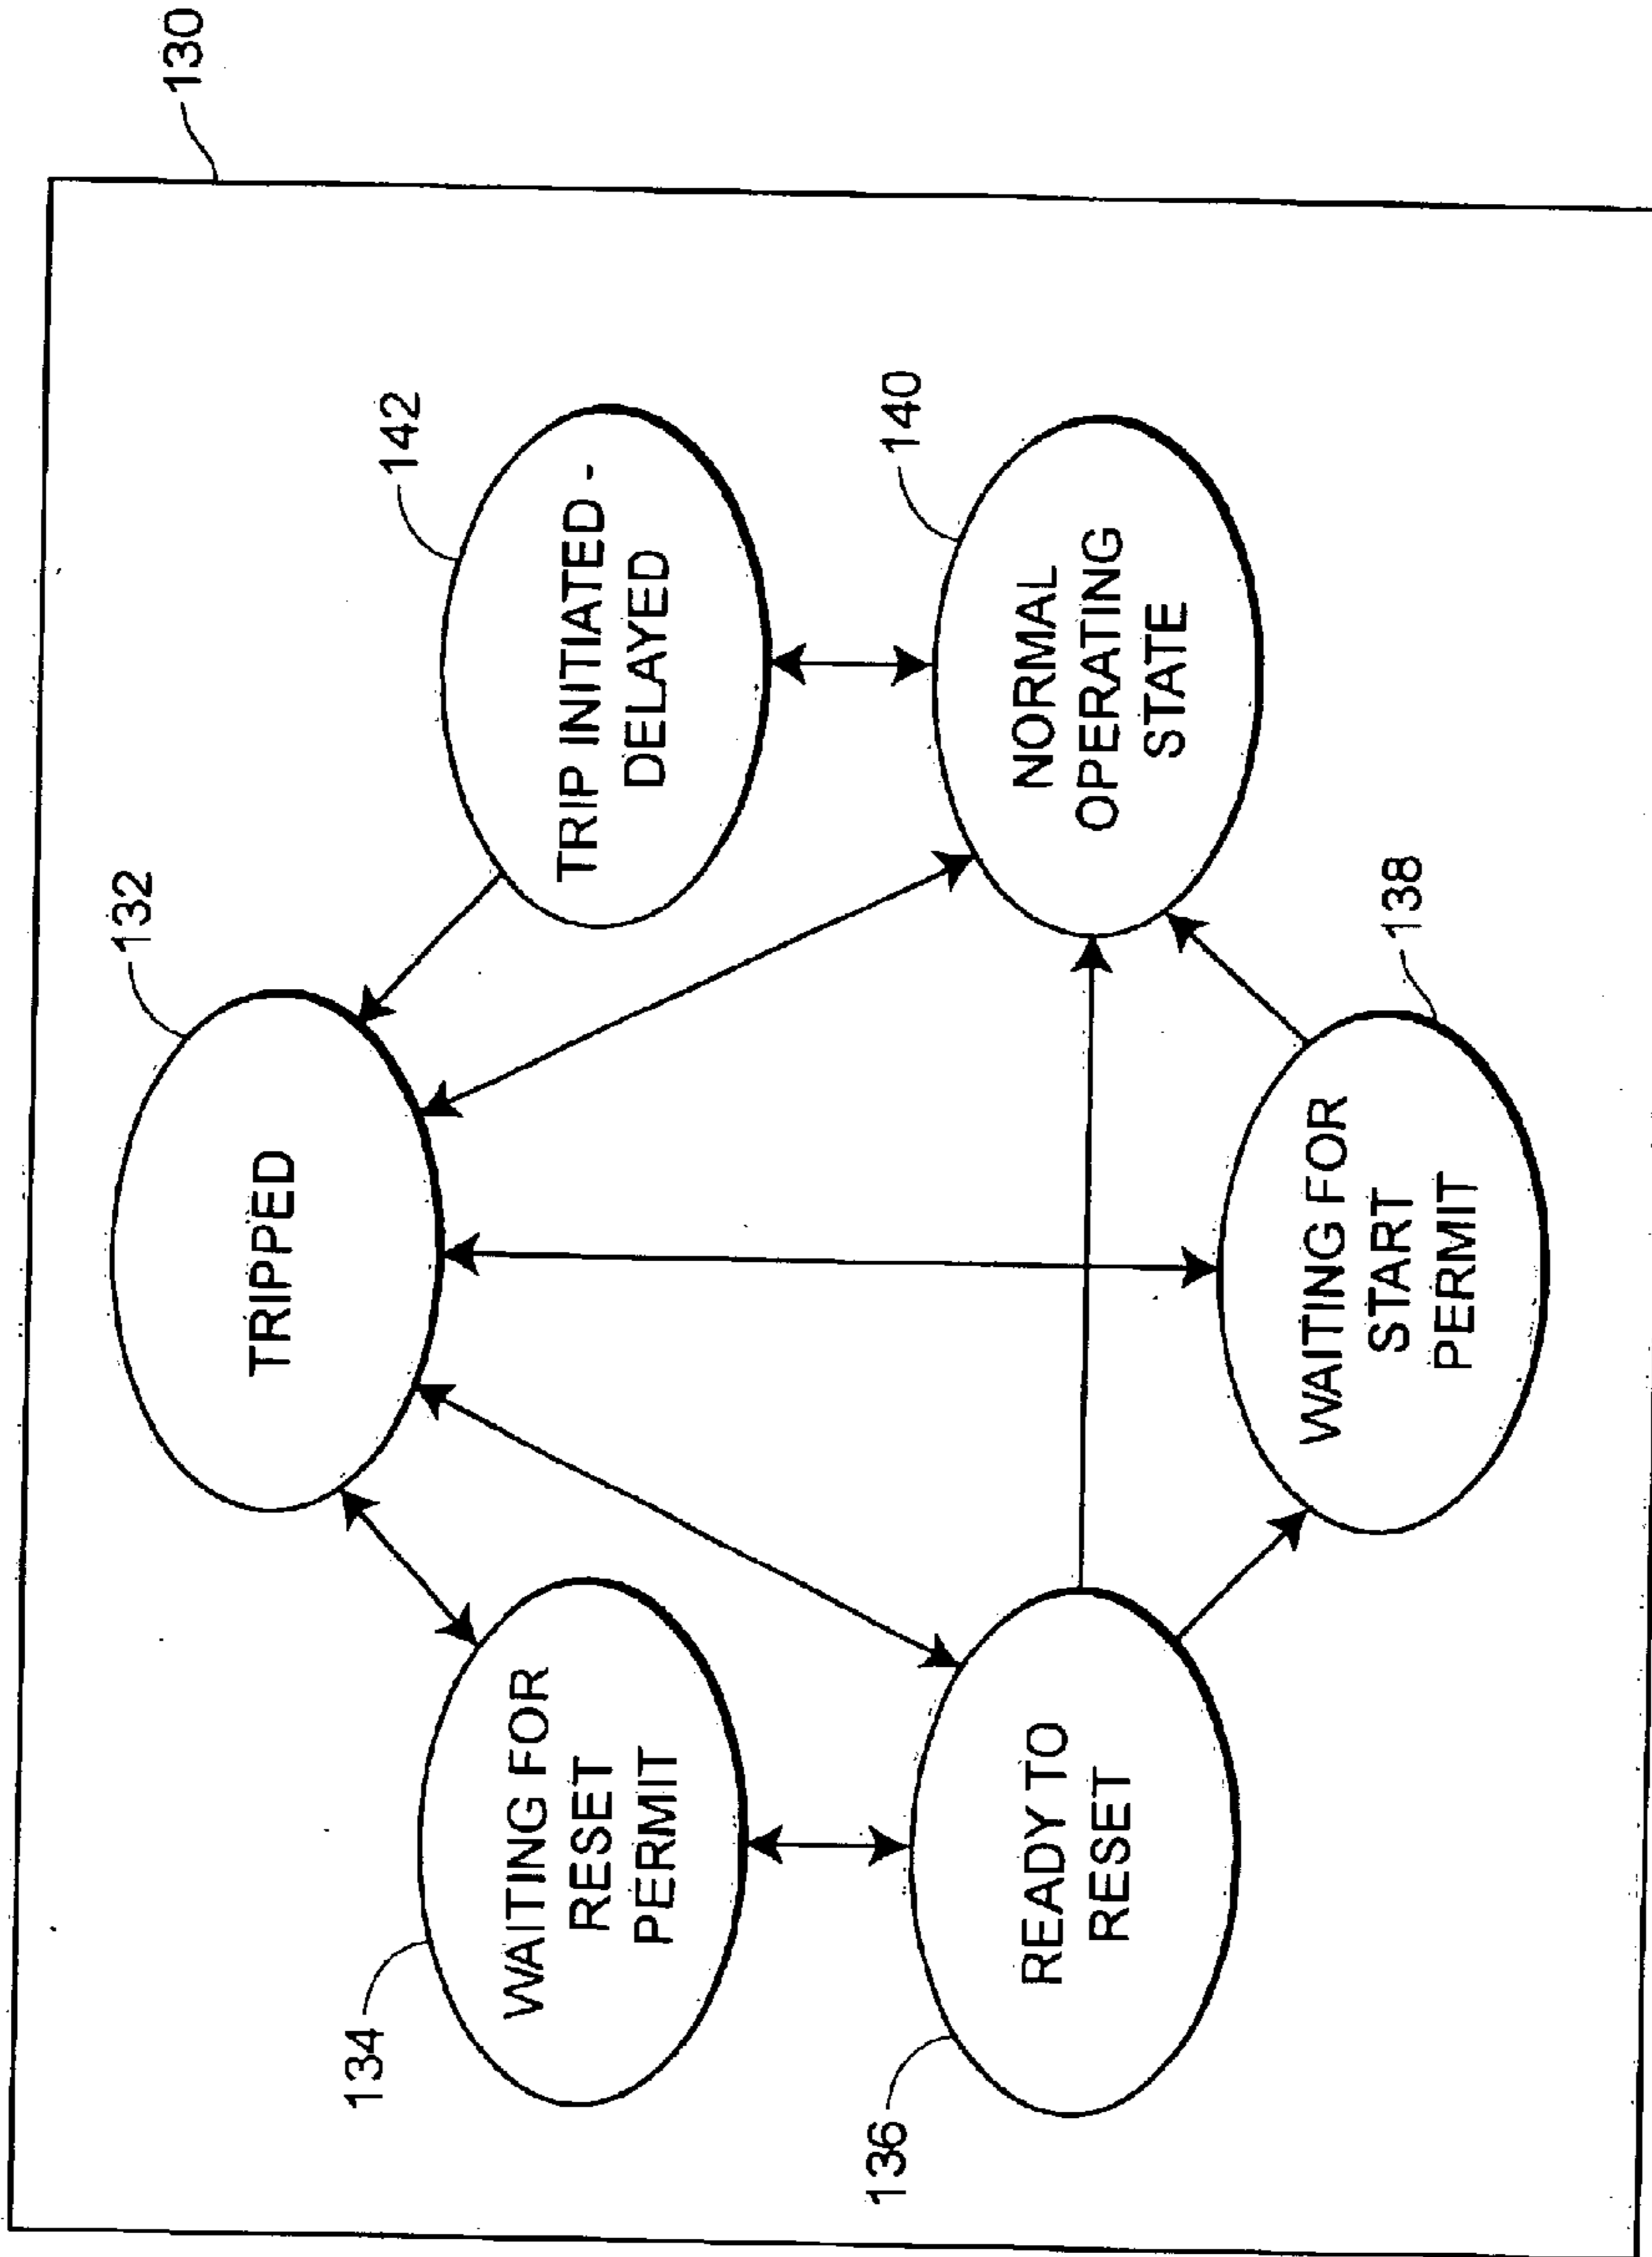 130
132
TRIPPED
134
WAITING FOR
RESET
PERMIT
142
TRIP INITIATED -
DELAYED
136
READY TO
RESET
140
NORMAL
OPERATING
STATE
138
WAITING FOR
START
PERMIT